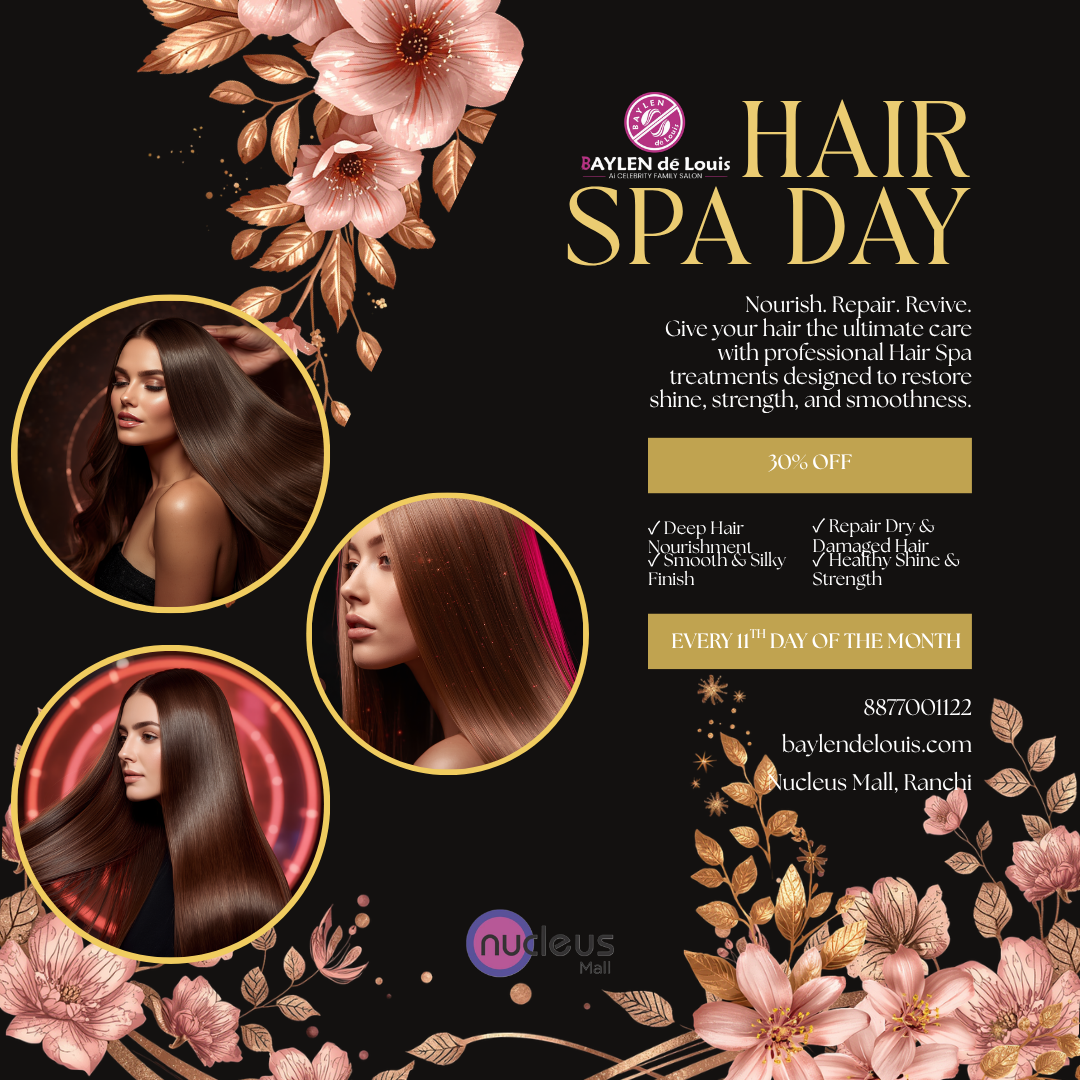 BAYLEN
de Louis
BAYLEN dé Louis
AI CELEBRITY FAMILY SALON
HAIR
SPA DAY
Nourish. Repair. Revive.
Give your hair the ultimate care
with professional Hair Spa
treatments designed to restore
shine, strength, and smoothness.
30% OFF
✓ Deep Hair
Nourishment
✓ Smooth & Silky
Finish
✓ Repair Dry &
Damaged Hair
✓ Healthy Shine &
Strength
EVERY 11TH DAY OF THE MONTH
8877001122
baylendelouis.com
Nucleus Mall, Ranchi
nucleus
Mall